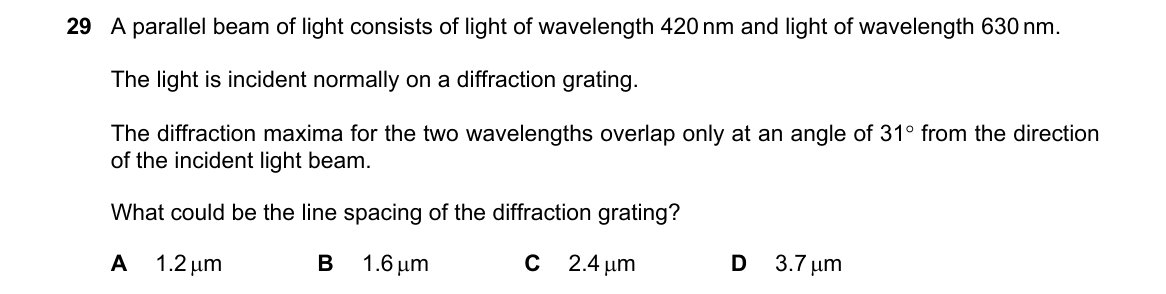 29 A parallel beam of light consists of light of wavelength 420 nm and light of wavelength 630 nm.
The light is incident normally on a diffraction grating.
The diffraction maxima for the two wavelengths overlap only at an angle of 31° from the direction
of the incident light beam.
What could be the line spacing of the diffraction grating?
A 1.2 μm B 1.6 μm C 2.4 μm D 3.7 μm